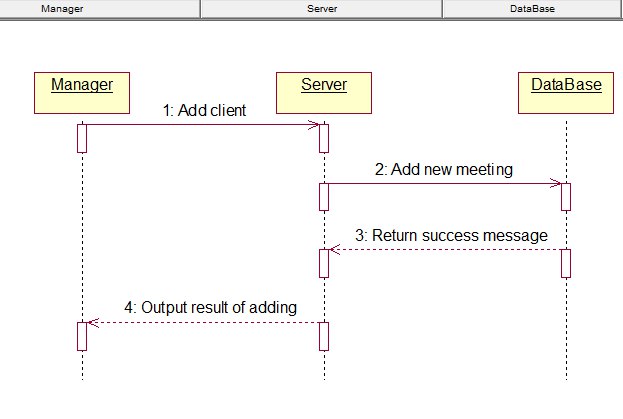 Manager
Server
DataBase
Manager
Server
DataBase
1: Add client
2: Add new meeting
3: Return success message
4: Output result of adding